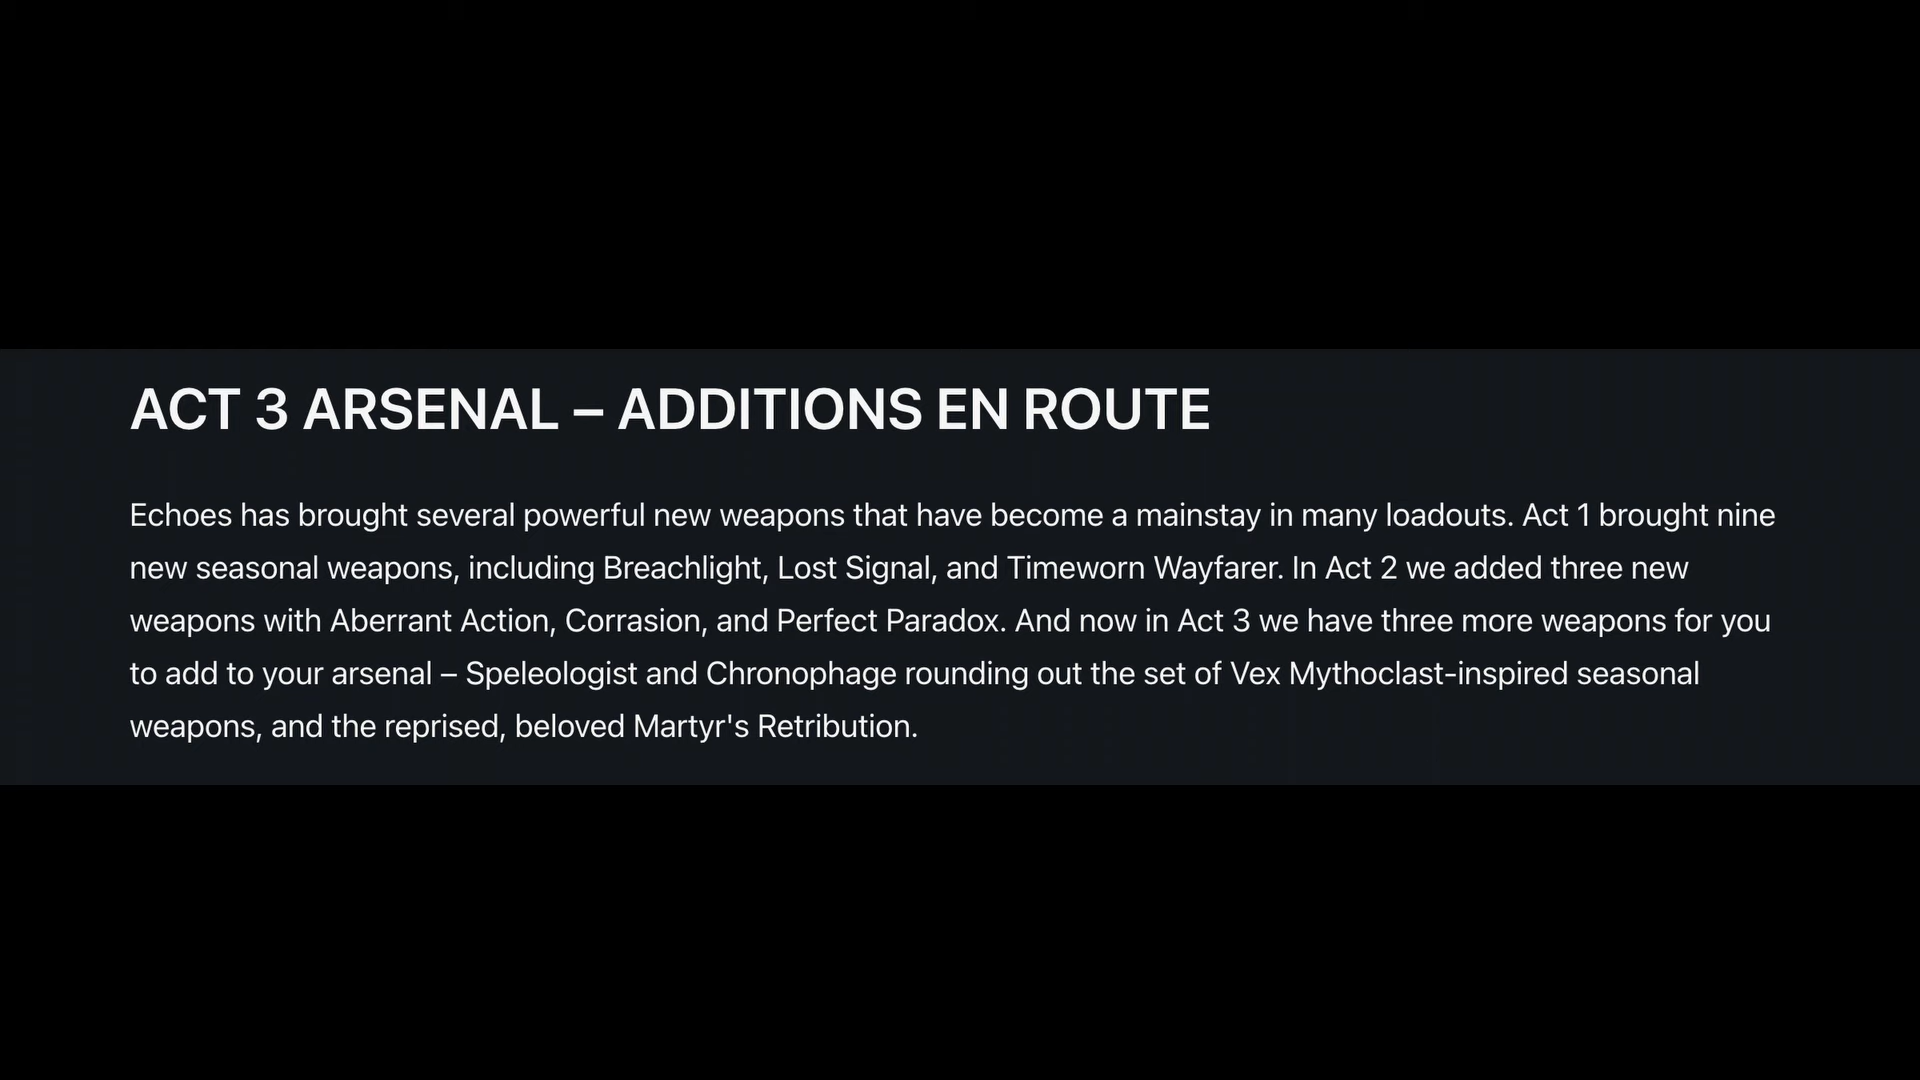 ACT 3 ARSENAL – ADDITIONS EN ROUTE
Echoes has brought several powerful new weapons that have become a mainstay in many loadouts. Act 1 brought nine
new seasonal weapons, including Breachlight, Lost Signal, and Timeworn Wayfarer. In Act 2 we added three new
weapons with Aberrant Action, Corrasion, and Perfect Paradox. And now in Act 3 we have three more weapons for you
to add to your arsenal – Speleologist and Chronophage rounding out the set of Vex Mythoclast-inspired seasonal
weapons, and the reprised, beloved Martyr's Retribution.